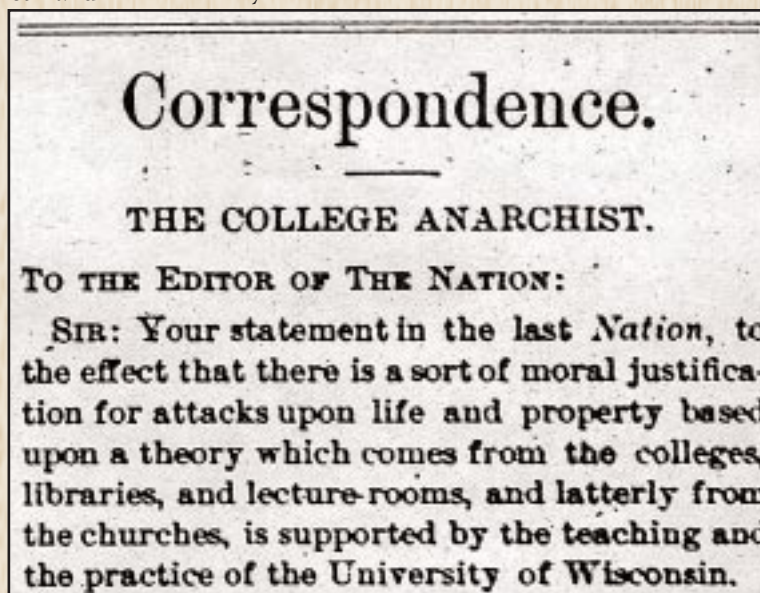 Correspondence.
THE COLLEGE ANARCHIST.
TO THE EDITOR OF THE NATION:
SIR: Your statement in the last Nation, to
the effect that there is a sort of moral justifica-
tion for attacks upon life and property based
upon a theory which comes from the colleges,
libraries, and lecture-rooms, and latterly from
the churches, is supported by the teaching and
the practice of the University of Wisconsin.